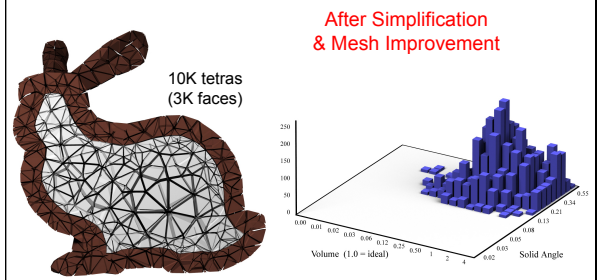 After Simplification
& Mesh Improvement
10K tetras
(3K faces)
250
200
150
100
50
0
0.00 0.01 0.02 0.03 0.06 0.12 0.25 0.50 1 2 4
Volume (1.0 = ideal)
0.02 0.03 0.05 0.08 0.13 0.21 0.34 0.55
Solid Angle